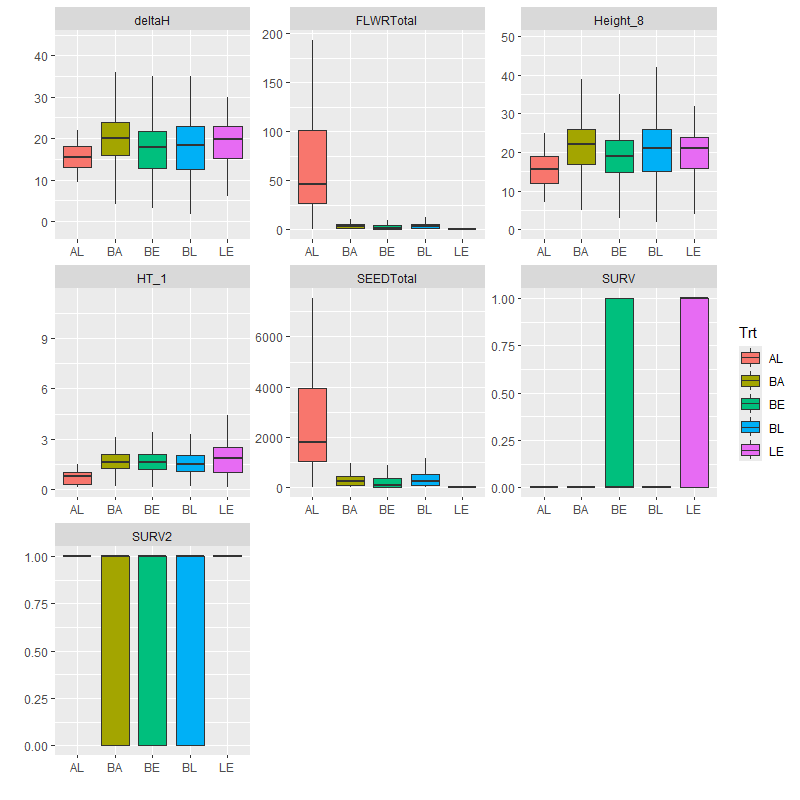 deltaH FLWRTotal Height_8
40 30 20 10 0
200 150 100 50 0
50 40 30 20 10 0
AL BA BE BL LE AL BA BE BL LE AL BA BE BL LE
HT_1 SEEDTotal SURV
9 6 3 0
6000 4000 2000 0
1.00 0.75 0.50 0.25 0.00
AL BA BE BL LE AL BA BE BL LE AL BA BE BL LE
Trt
AL
BA
BE
BL
LE
SURV2
1.00
0.75
0.50
0.25
0.00
AL BA BE BL LE